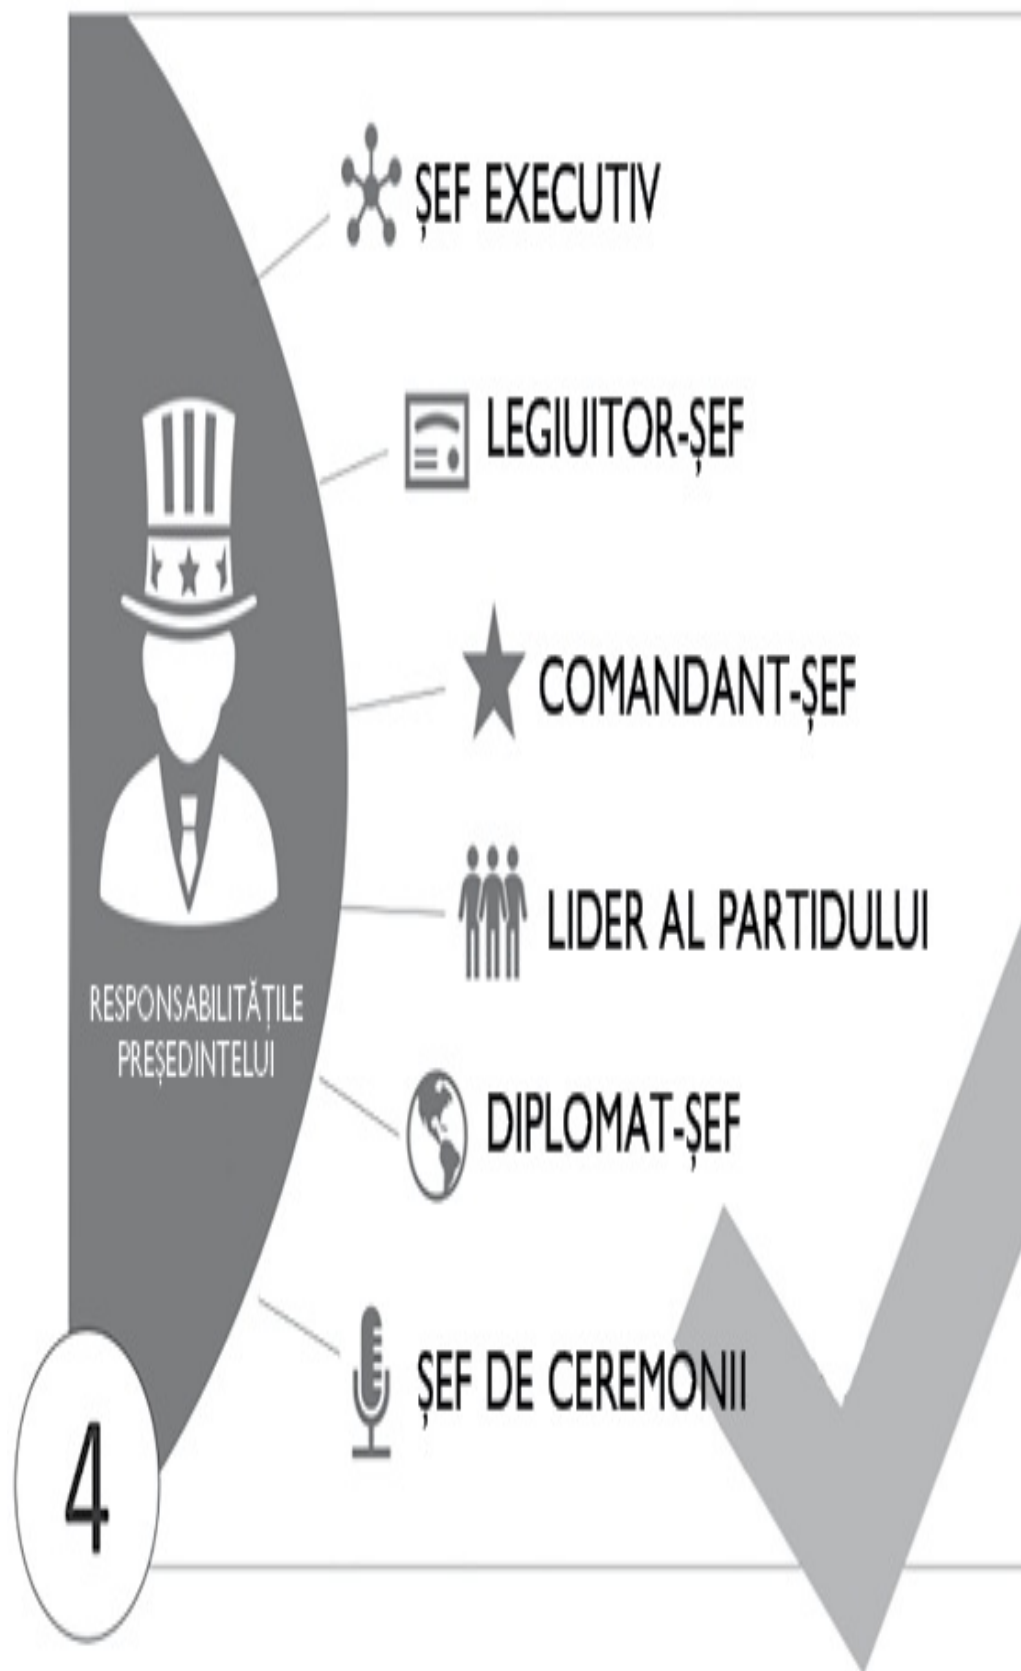 ȘEF EXECUTIV
LEGIUITOR-ȘEF
COMANDANT-ȘEF
LIDER AL PARTIDULUI
RESPONSABILITĂȚILE
PREȘEDINTELUI
DIPLOMAT-ȘEF
ȘEF DE CEREMONII
4